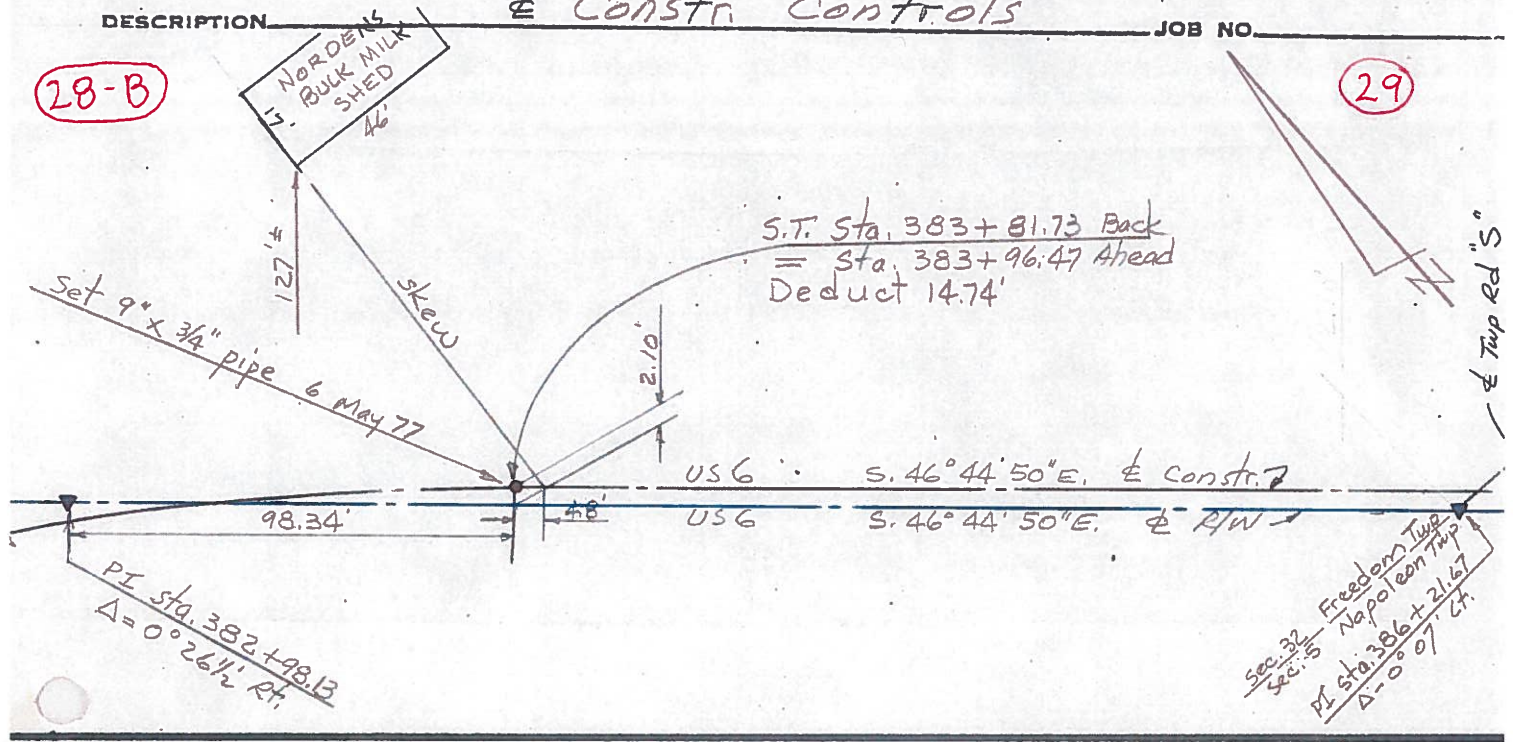 DESCRIPTION ₵ Constr. Controls JOB NO.
28-B
29
NORDENS
BUCK MILK
SHED
17'
46'
127'±
skew
Set 9" x 3/4" pipe 6 May 77
S.T. Sta. 383+81.73 Back
= Sta. 383+96.47 Ahead
Deduct 14.74'
2.10'
₵ Twp Rd "S"
US 6 S. 46° 44' 50" E. ₵ Constr.
98.34'
48'
US 6 S. 46° 44' 50" E. ₵ R/W
PI Sta. 382+98.13
Δ = 0° 26 1/2' Rt.
Sec. 32 Freedom Twp
Sec. 5 Napoleon Twp
PI Sta. 386+21.67
Δ - 0° 07' Lt.